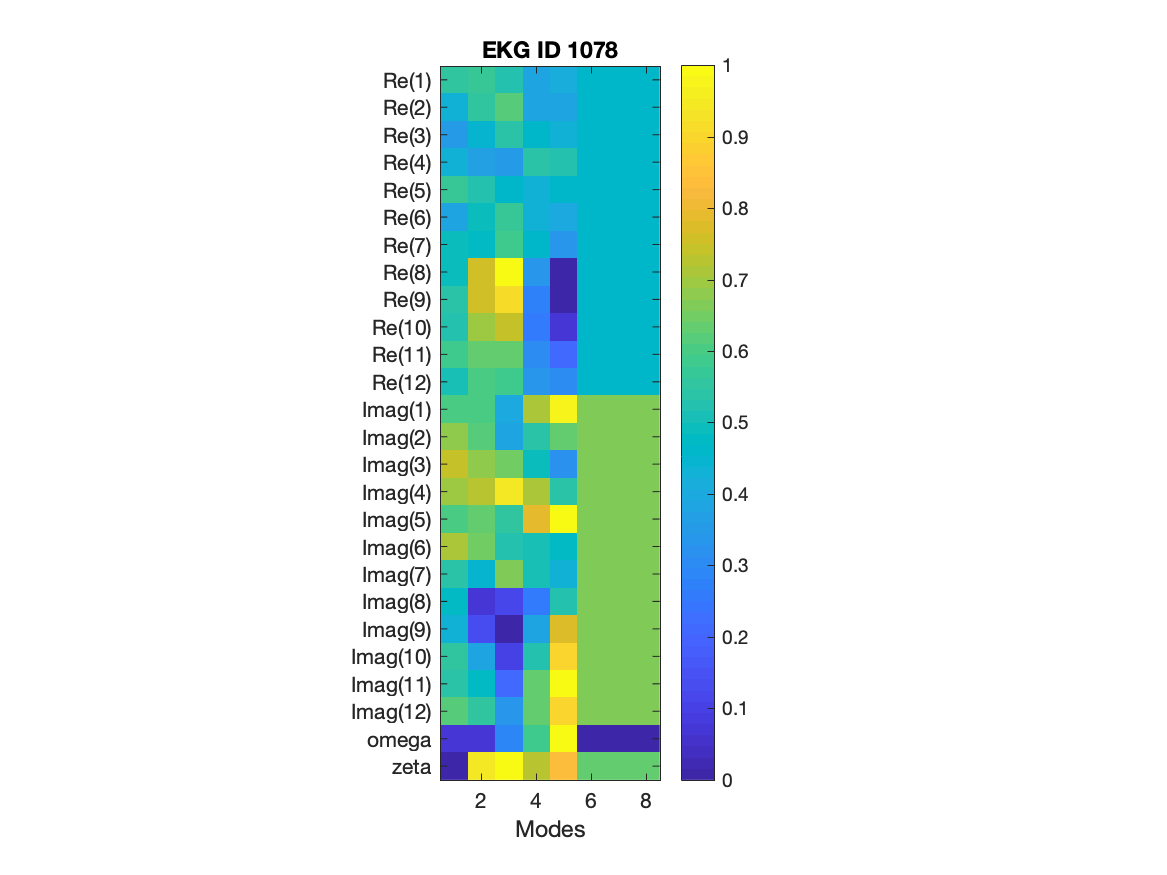 EKG ID 1078
Re(1)
Re(2)
Re(3)
Re(4)
Re(5)
Re(6)
Re(7)
Re(8)
Re(9)
Re(10)
Re(11)
Re(12)
Imag(1)
Imag(2)
Imag(3)
Imag(4)
Imag(5)
Imag(6)
Imag(7)
Imag(8)
Imag(9)
Imag(10)
Imag(11)
Imag(12)
omega
zeta
2 4 6 8
Modes
1
0.9
0.8
0.7
0.6
0.5
0.4
0.3
0.2
0.1
0